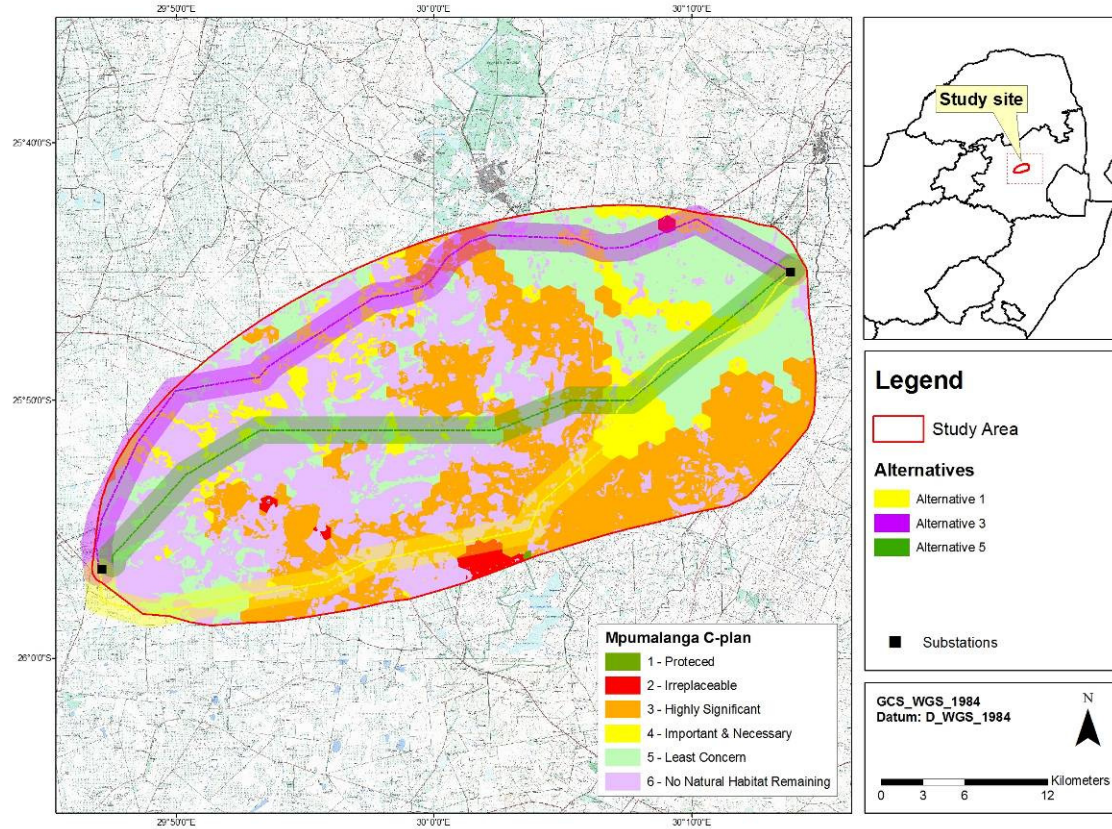 29°50'0"E
30°0'0"E
30°10'0"E
25°40'0"S
25°50'0"S
26°0'0"S
29°50'0"E
30°0'0"E
30°10'0"E
Mpumalanga C-plan
1 - Proteced
2 - Irreplaceable
3 - Highly Significant
4 - Important & Necessary
5 - Least Concern
6 - No Natural Habitat Remaining
Study site
Legend
Study Area
Alternatives
Alternative 1
Alternative 3
Alternative 5
Substations
GCS_WGS_1984
Datum: D_WGS_1984
N
Kilometers
0 3 6 12